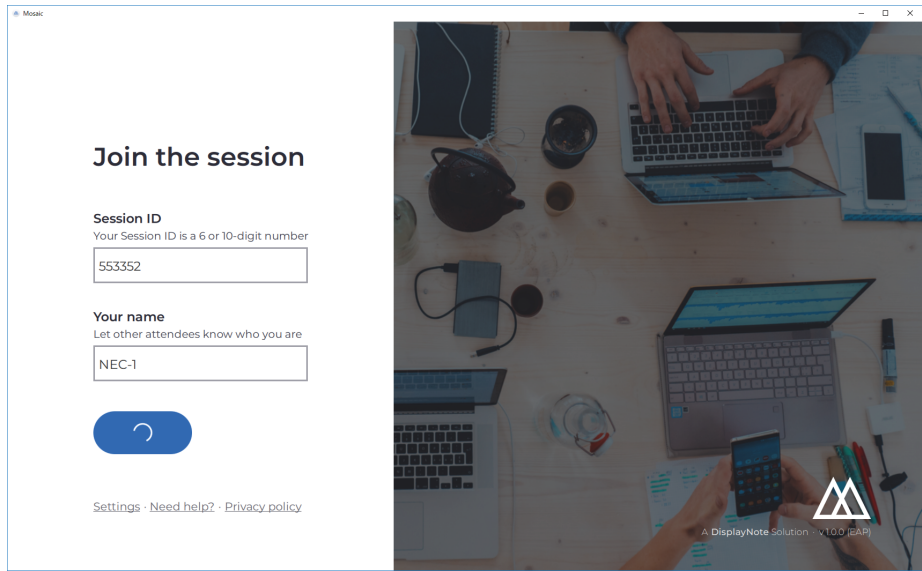 Mosaic
Join the session
Session ID
Your Session ID is a 6 or 10-digit number
553352
Your name
Let other attendees know who you are
NEC-1
Settings · Need help? · Privacy policy
A DisplayNote Solution - v 1.0.0 (EAP)